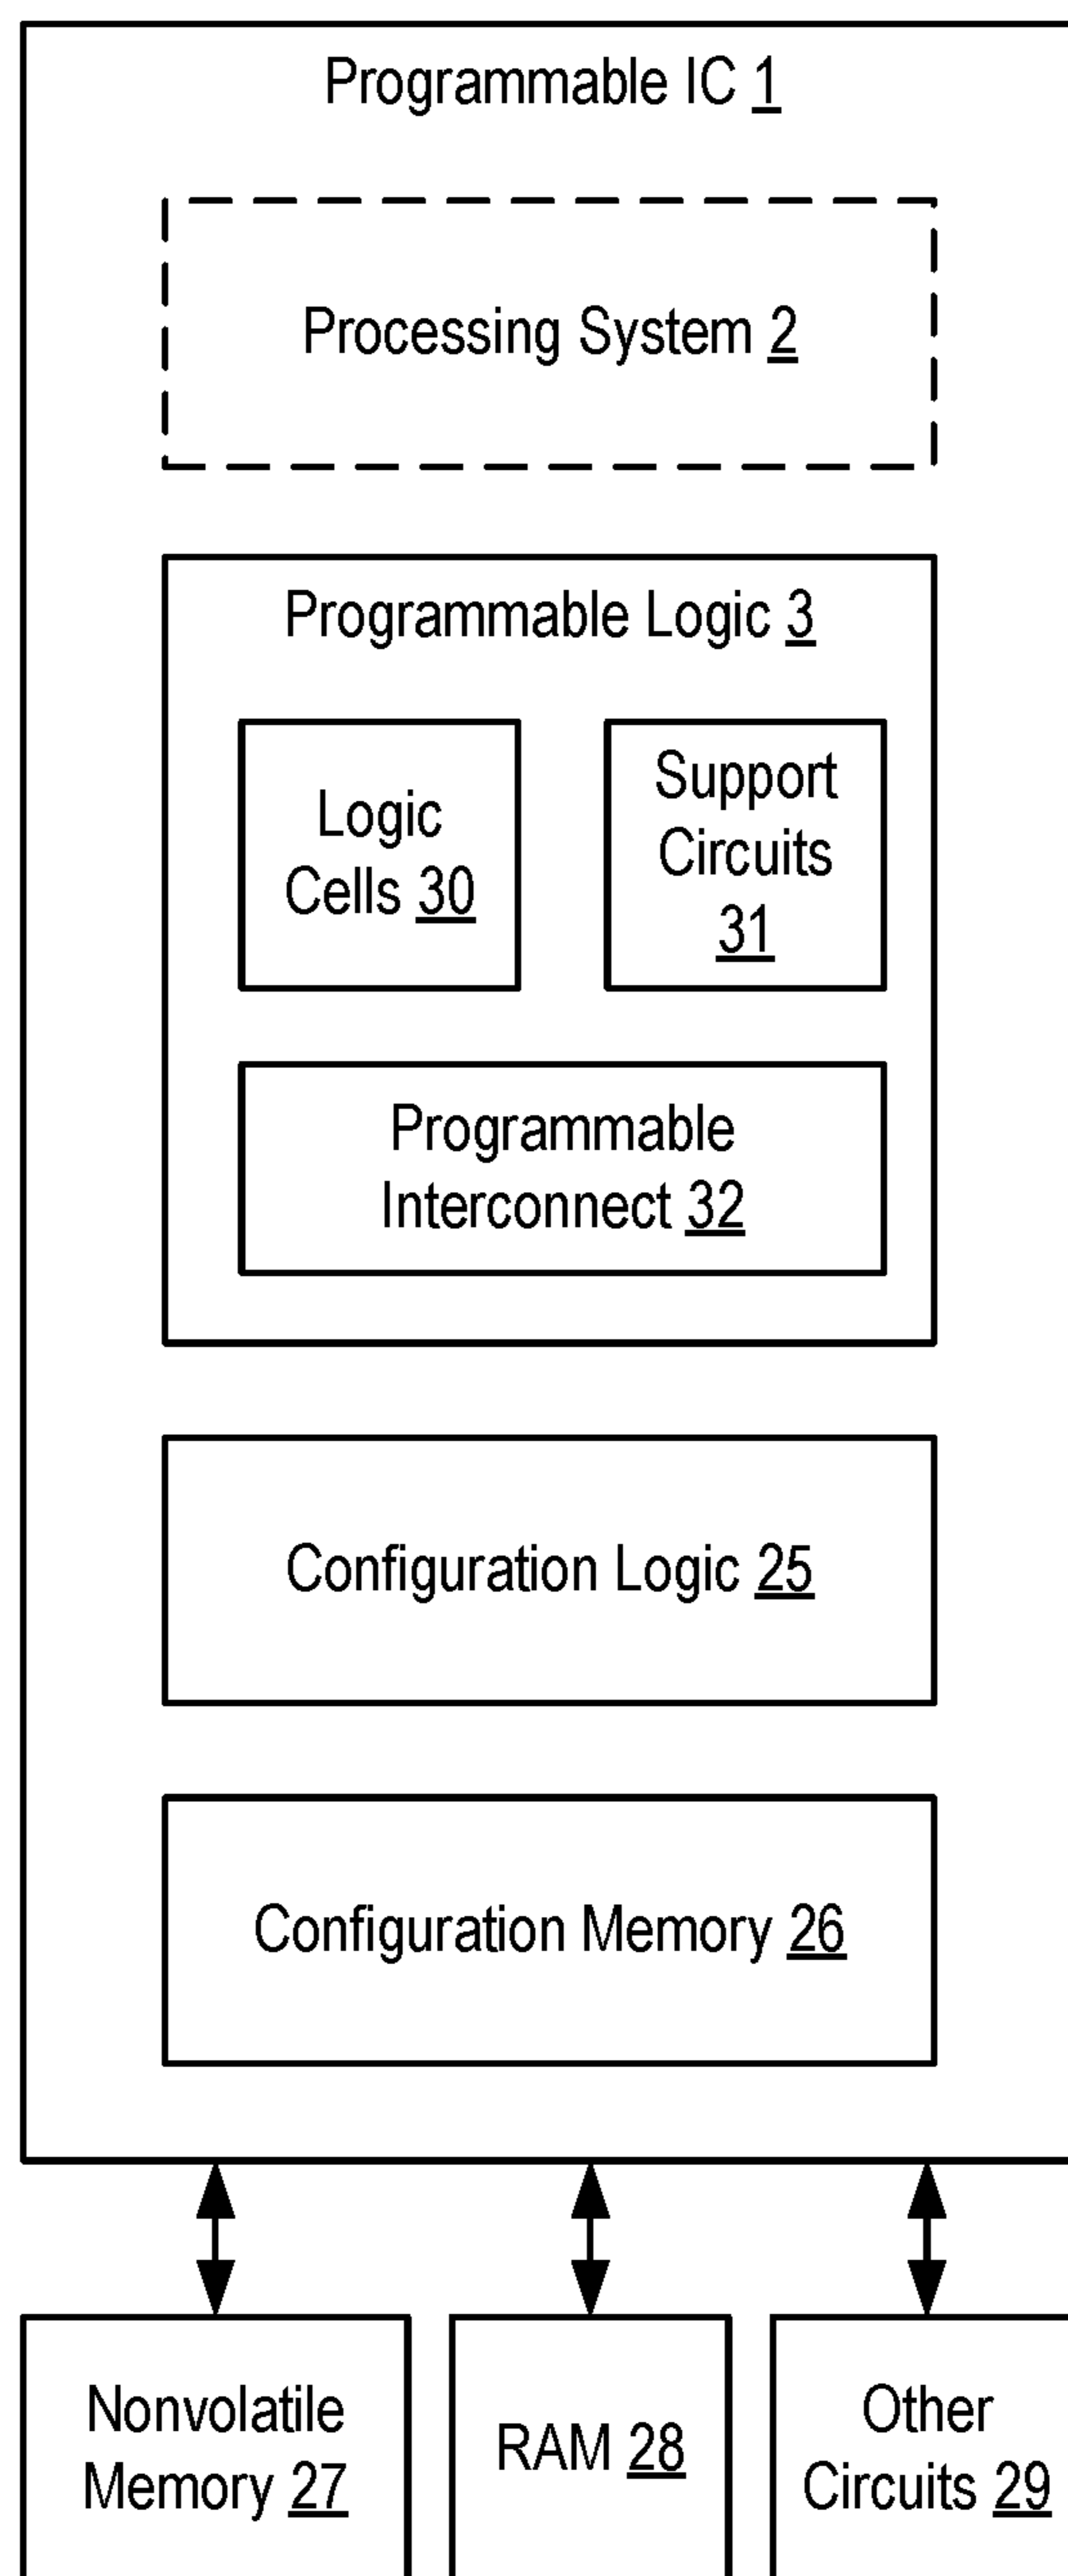 Programmable IC 1
Processing System 2
Programmable Logic 3
Logic
Cells 30
Support
Circuits
31
Programmable
Interconnect 32
Configuration Logic 25
Configuration Memory 26
Nonvolatile
Memory 27
RAM 28
Other
Circuits 29